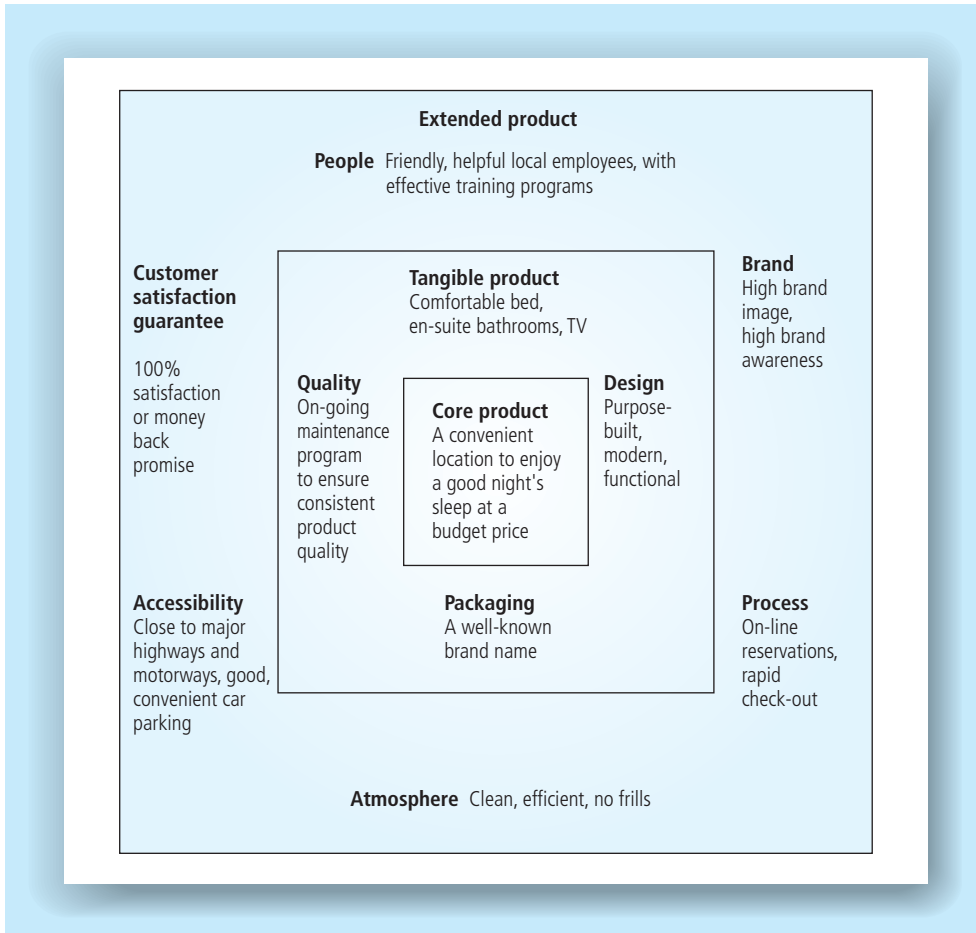 Extended product
People Friendly, helpful local employees, with
effective training programs
Customer
satisfaction
guarantee
100%
satisfaction
or money
back
promise
Brand
High brand
image,
high brand
awareness
Tangible product
Comfortable bed,
en-suite bathrooms, TV
Quality
On-going
maintenance
program
to ensure
consistent
product
quality
Core product
A convenient
location to enjoy
a good night's
sleep at a
budget price
Design
Purpose-
built,
modern,
functional
Accessibility
Close to major
highways and
motorways, good,
convenient car
parking
Packaging
A well-known
brand name
Process
On-line
reservations,
rapid
check-out
Atmosphere Clean, efficient, no frills